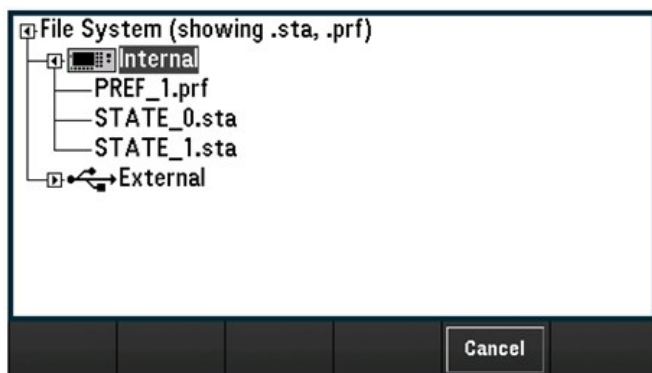 File System (showing .sta, .prf)
Internal
PREF_1.prf
STATE_0.sta
STATE_1.sta
External
Cancel